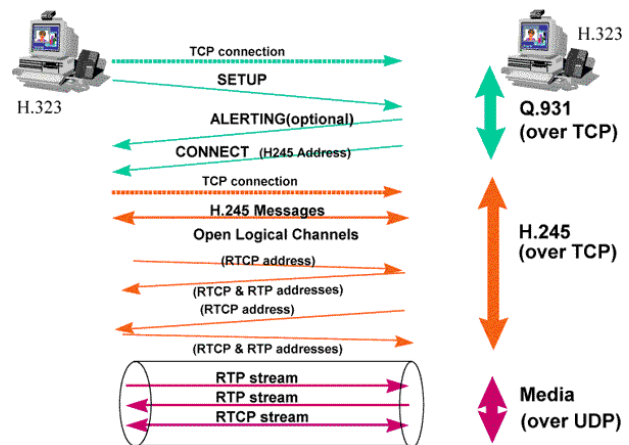 H.323
H.323
TCP connection
SETUP
ALERTING(optional)
CONNECT (H245 Address)
Q.931
(over TCP)
TCP connection
H.245 Messages
Open Logical Channels
(RTCP address)
(RTCP & RTP addresses)
(RTCP address)
(RTCP & RTP addresses)
H.245
(over TCP)
RTP stream
RTP stream
RTCP stream
Media
(over UDP)